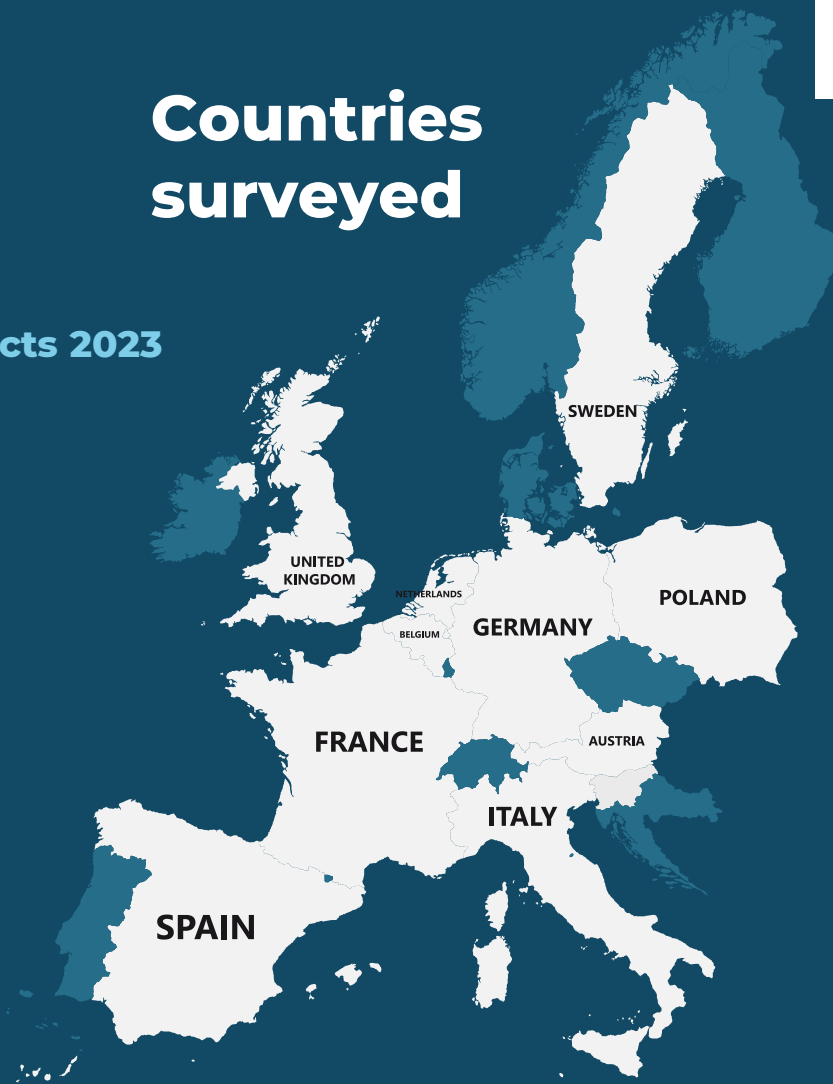 Countries
surveyed
cts 2023
SWEDEN
UNITED
KINGDOM
NETHERLANDS
POLAND
GERMANY
BELGIUM
FRANCE
AUSTRIA
ITALY
SPAIN